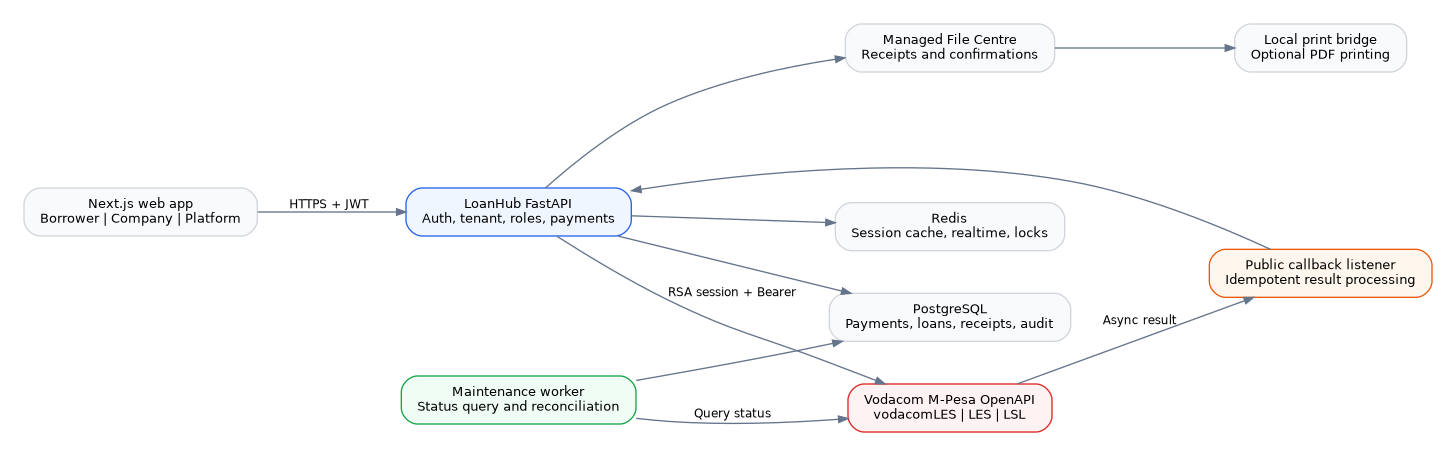 Managed File Centre
Receipts and confirmations
Local print bridge
Optional PDF printing
Next.js web app
Borrower | Company | Platform
HTTPS + JWT
LoanHub FastAPI
Auth, tenant, roles, payments
Redis
Session cache, realtime, locks
Public callback listener
Idempotent result processing
RSA session + Bearer
PostgreSQL
Payments, loans, receipts, audit
Async result
Maintenance worker
Status query and reconciliation
Query status
Vodacom M-Pesa OpenAPI
vodacomLES | LES | LSL